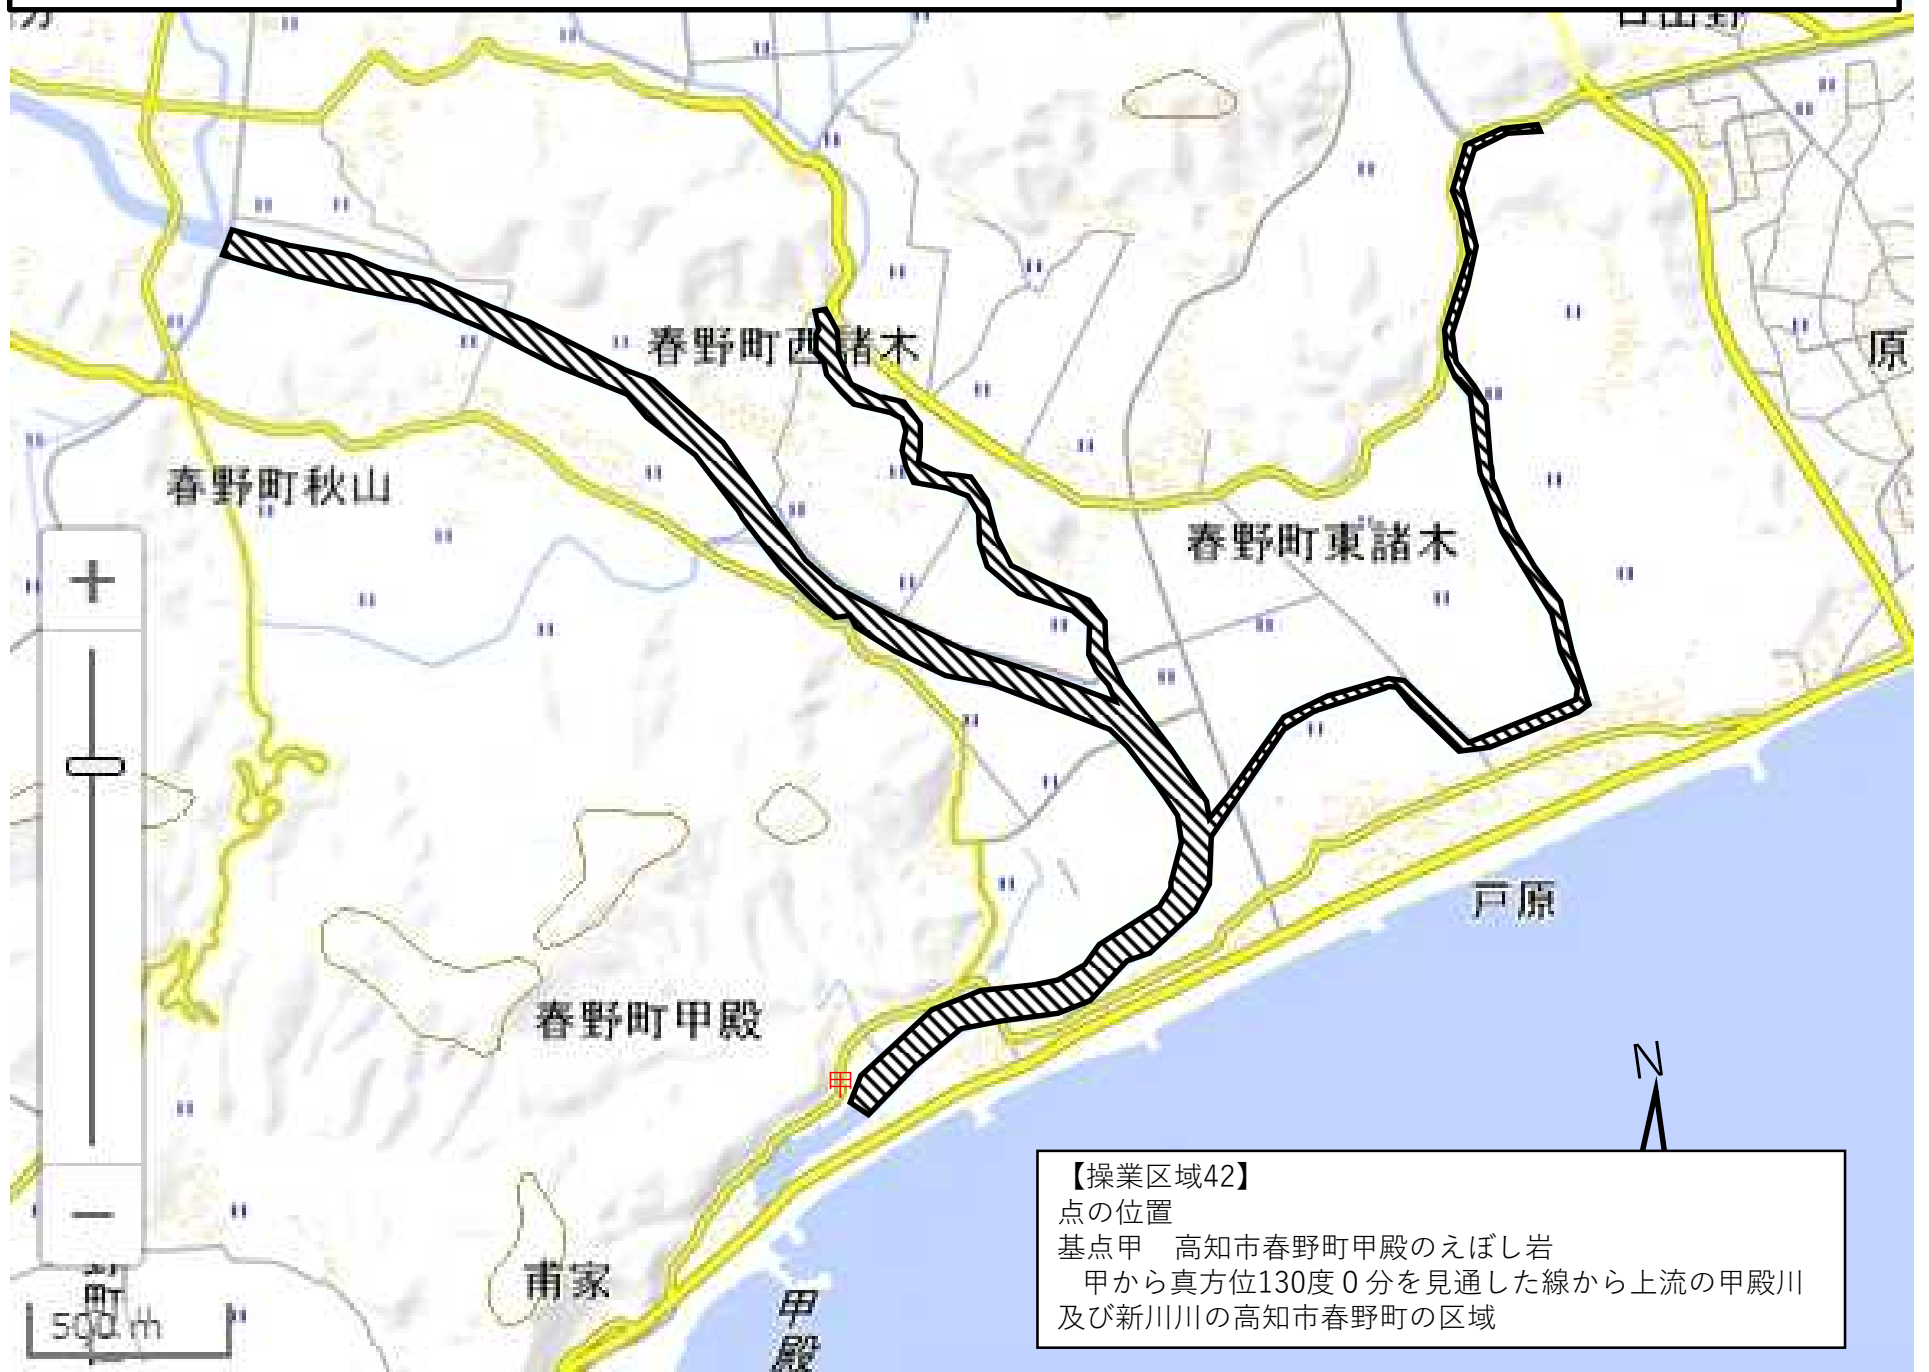 春野町西諸木
原
春野町秋山
春野町東諸木
戸原
春野町甲殿
甲
N
甫家
甲殿
500 m
【操業区域42】
点の位置
基点甲　高知市春野町甲殿のえぼし岩
甲から真方位130度０分を見通した線から上流の甲殿川
及び新川川の高知市春野町の区域